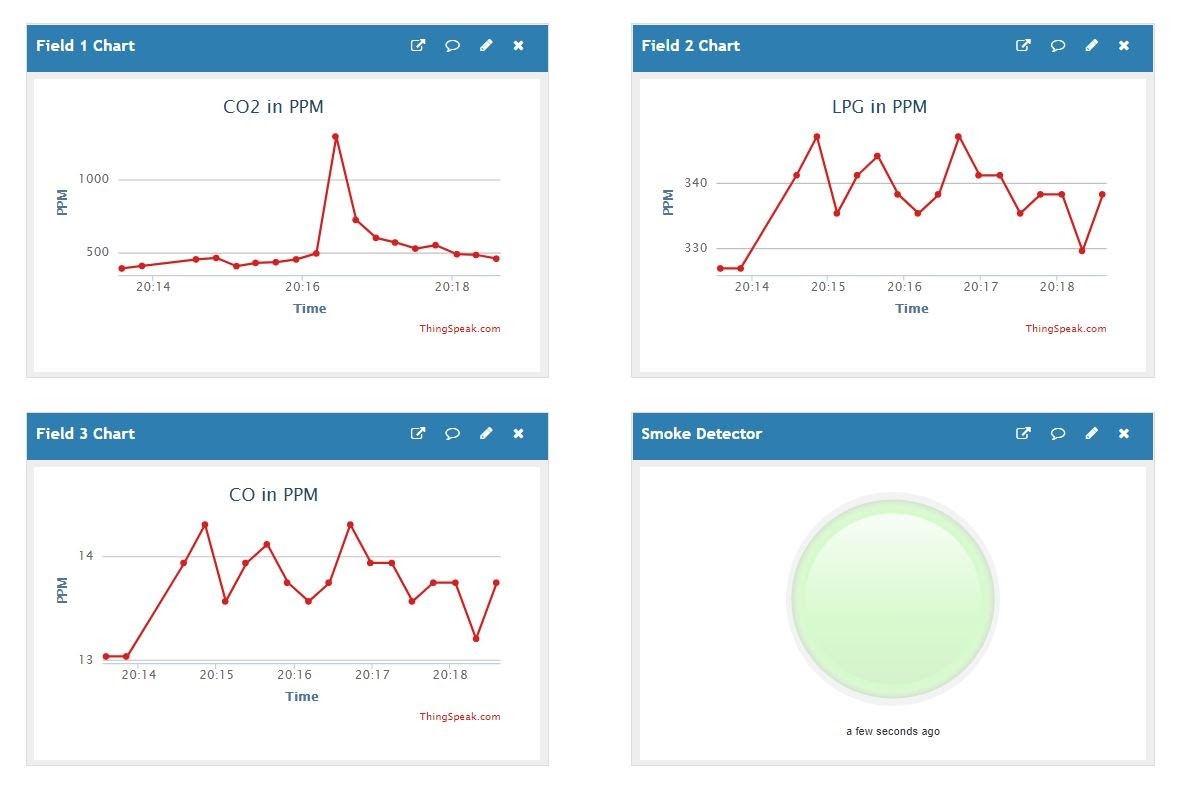 Field 1 Chart
CO2 in PPM
PPM
1000
500
20:14 20:16 20:18
Time
ThingSpeak.com
Field 2 Chart
LPG in PPM
PPM
340
330
20:14 20:15 20:16 20:17 20:18
Time
ThingSpeak.com
Field 3 Chart
CO in PPM
PPM
14
13
20:14 20:15 20:16 20:17 20:18
Time
ThingSpeak.com
Smoke Detector
a few seconds ago